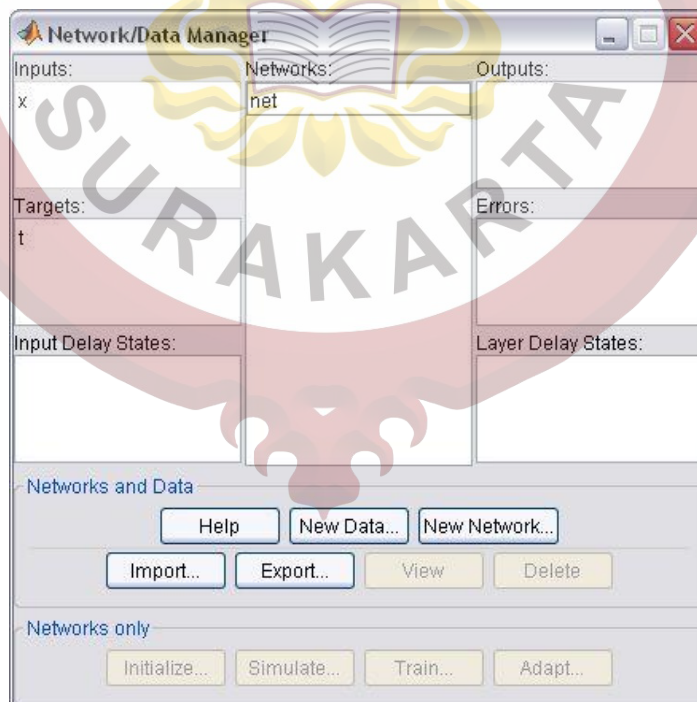 Network/Data Manager
Inputs:
Networks:
Outputs:
x
net
SURAKARTA
Targets:
Errors:
t
Input Delay States:
Layer Delay States:
Networks and Data
Help
New Data...
New Network...
Import...
Export...
View
Delete
Networks only
Initialize...
Simulate...
Train...
Adapt...